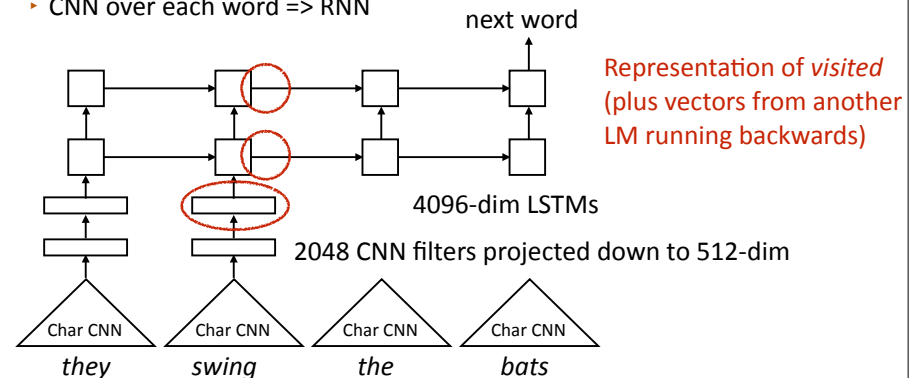 ‣ CNN over each word => RNN
next word
Representation of visited
(plus vectors from another
LM running backwards)
4096-dim LSTMs
2048 CNN filters projected down to 512-dim
Char CNN Char CNN Char CNN Char CNN
they swing the bats